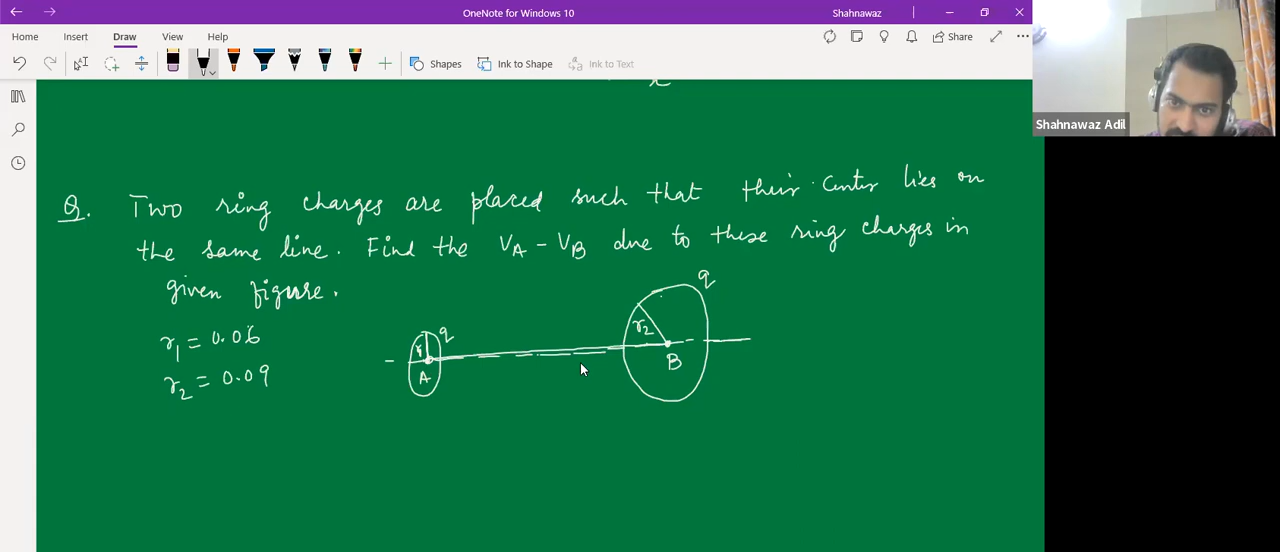 OneNote for Windows 10
Shahnawaz
Home Insert Draw View Help
Share
Shapes Ink to Shape Ink to Text
Shahnawaz Adil
Q. Two ring charges are placed such that their center lies on
the same line. Find the VA - VB due to these ring charges in
given figure.
r1 = 0.06
r2 = 0.09
q
r1
A
q
r2
B